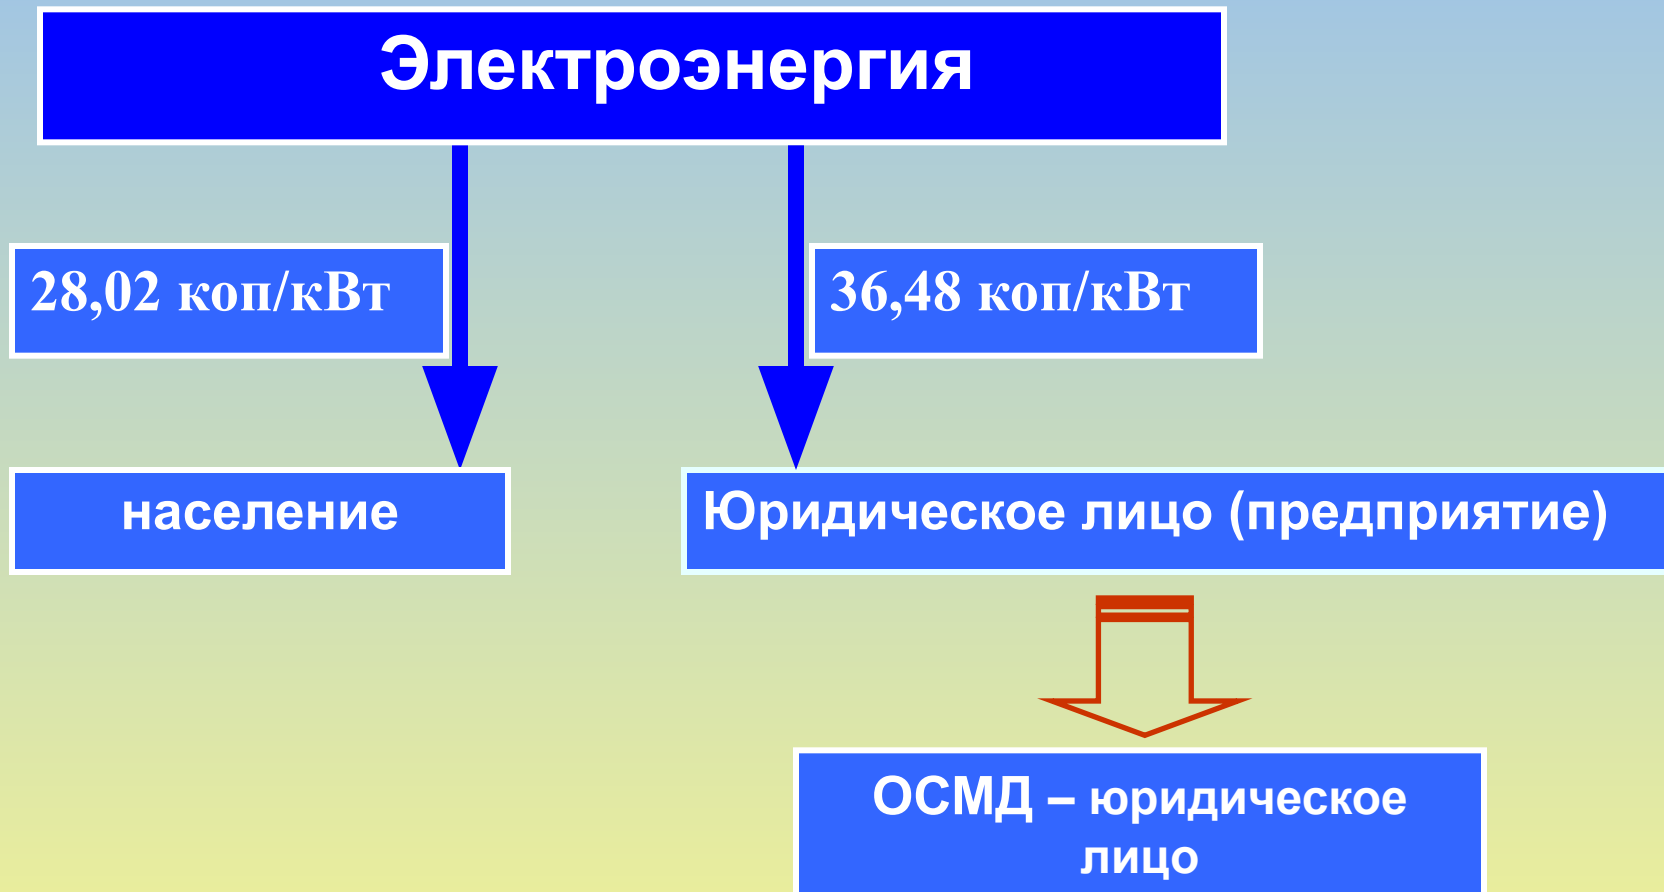 Электроэнергия
28,02 коп/кВт
36,48 коп/кВт
население
Юридическое лицо (предприятие)
ОСМД – юридическое
лицо